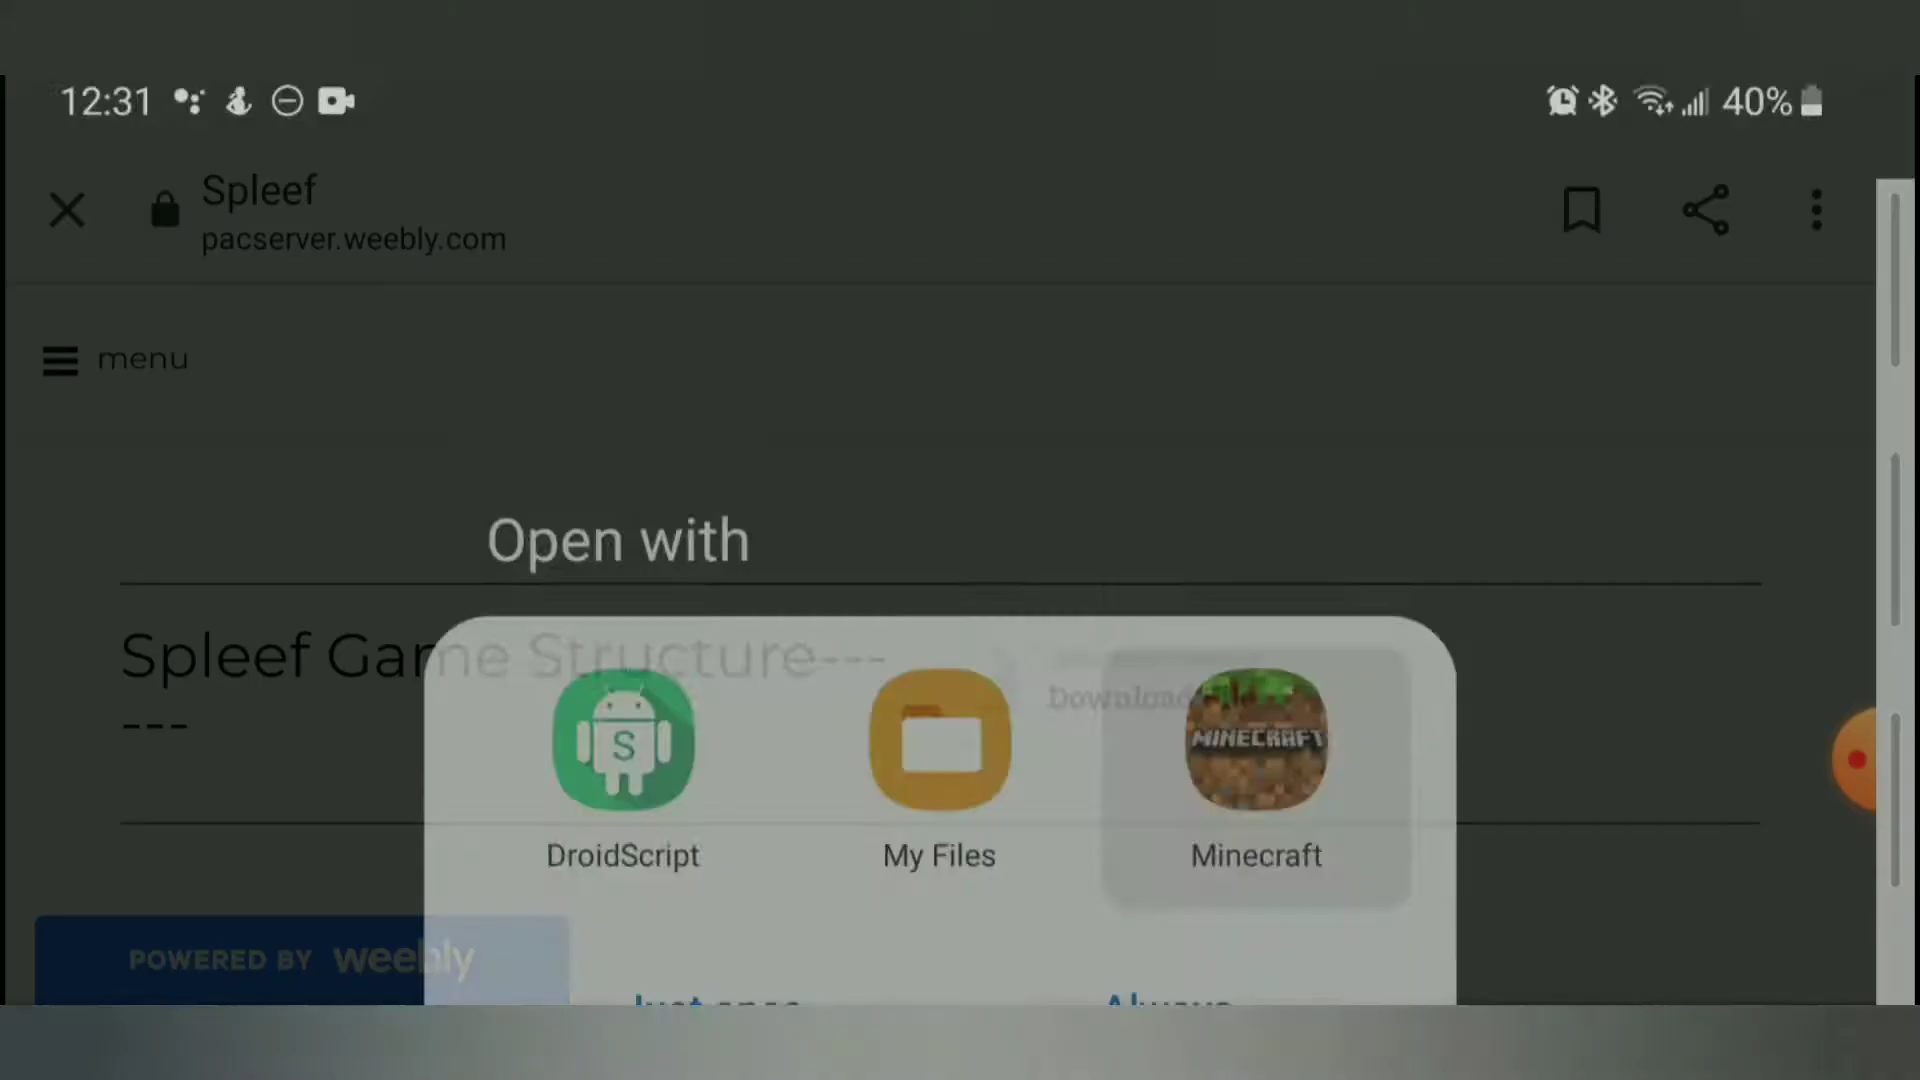 12:31
40%
Spleef
pacserver.weebly.com
menu
Open with
Spleef Game Structure---
---
Download
S
MINECRAFT
DroidScript
My Files
Minecraft
POWERED BY weebly
Just once
Always